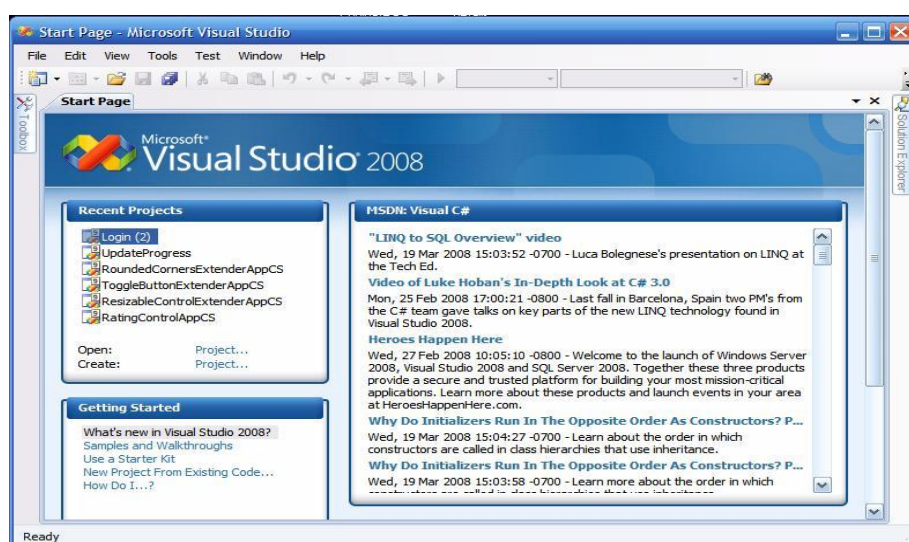 Start Page - Microsoft Visual Studio
File Edit View Tools Test Window Help
Start Page
Toolbox
Solution Explorer
Microsoft®
Visual Studio® 2008
Recent Projects
Login (2)
UpdateProgress
RoundedCornersExtenderAppCS
ToggleButtonExtenderAppCS
ResizableControlExtenderAppCS
RatingControlAppCS
Open: Project...
Create: Project...
Getting Started
What's new in Visual Studio 2008?
Samples and Walkthroughs
Use a Starter Kit
New Project From Existing Code...
How Do I...?
MSDN: Visual C#
"LINQ to SQL Overview" video
Wed, 19 Mar 2008 15:03:52 -0700 - Luca Bolegnese's presentation on LINQ at
the Tech Ed.
Video of Luke Hoban's In-Depth Look at C# 3.0
Mon, 25 Feb 2008 17:00:21 -0800 - Last fall in Barcelona, Spain two PM's from
the C# team gave talks on key parts of the new LINQ technology found in
Visual Studio 2008.
Heroes Happen Here
Wed, 27 Feb 2008 10:05:10 -0800 - Welcome to the launch of Windows Server
2008, Visual Studio 2008 and SQL Server 2008. Together these three products
provide a secure and trusted platform for building your most mission-critical
applications. Learn more about these products and launch events in your area
at HeroesHappenHere.com.
Why Do Initializers Run In The Opposite Order As Constructors? P...
Wed, 19 Mar 2008 15:04:27 -0700 - Learn about the order in which
constructors are called in class hierarchies that use inheritance.
Why Do Initializers Run In The Opposite Order As Constructors? P...
Wed, 19 Mar 2008 15:03:58 -0700 - Learn more about the order in which
constructors are called in class hierarchies that use inheritance.
Ready